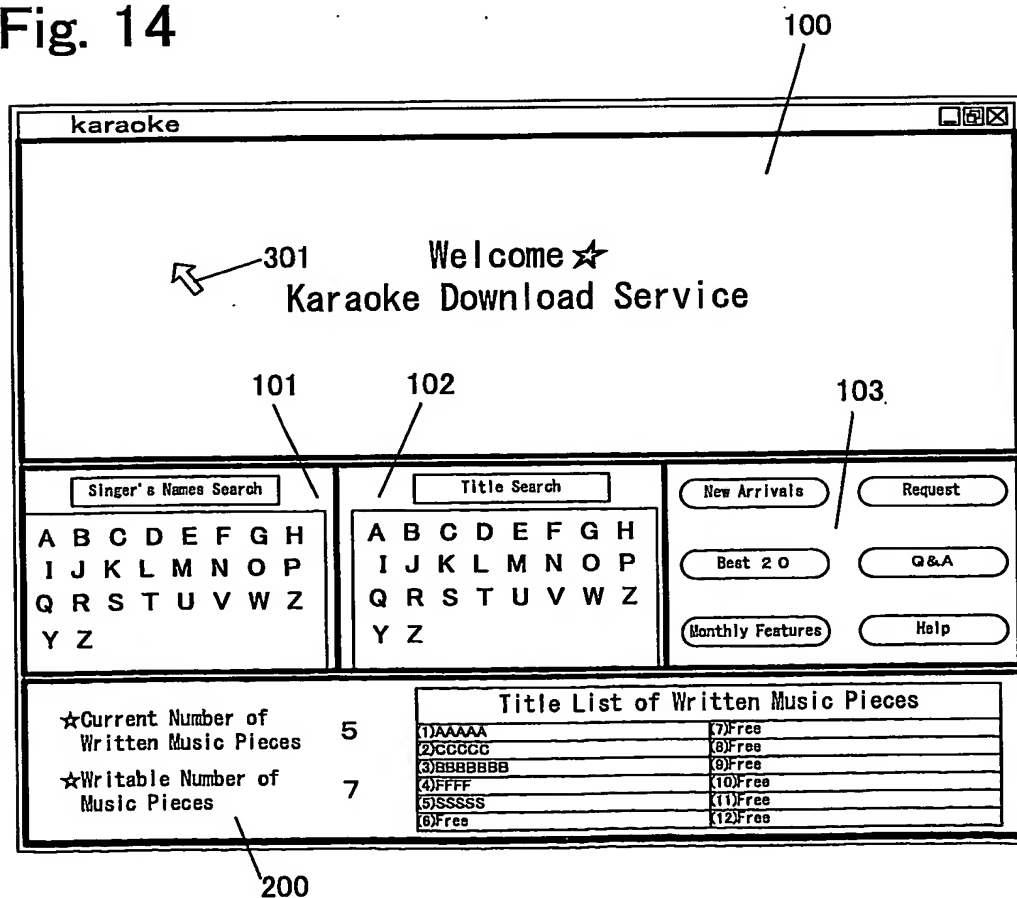 Fig. 14
100
karaoke
301
Welcome☆
Karaoke Download Service
101
102
103
Singer's Names Search
A B C D E F G H
I J K L M N O P
Q R S T U V W Z
Y Z
Title Search
A B C D E F G H
I J K L M N O P
Q R S T U V W Z
Y Z
New Arrivals
Request
Best 20
Q&A
Monthly Features
Help
☆Current Number of
Written Music Pieces
5
☆Writable Number of
Music Pieces
7
Title List of Written Music Pieces
(1)AAAAA
(2)CCCCC
(3)BBBBBBB
(4)FFFF
(5)SSSSS
(6)Free
(7)Free
(8)Free
(9)Free
(10)Free
(11)Free
(12)Free
200